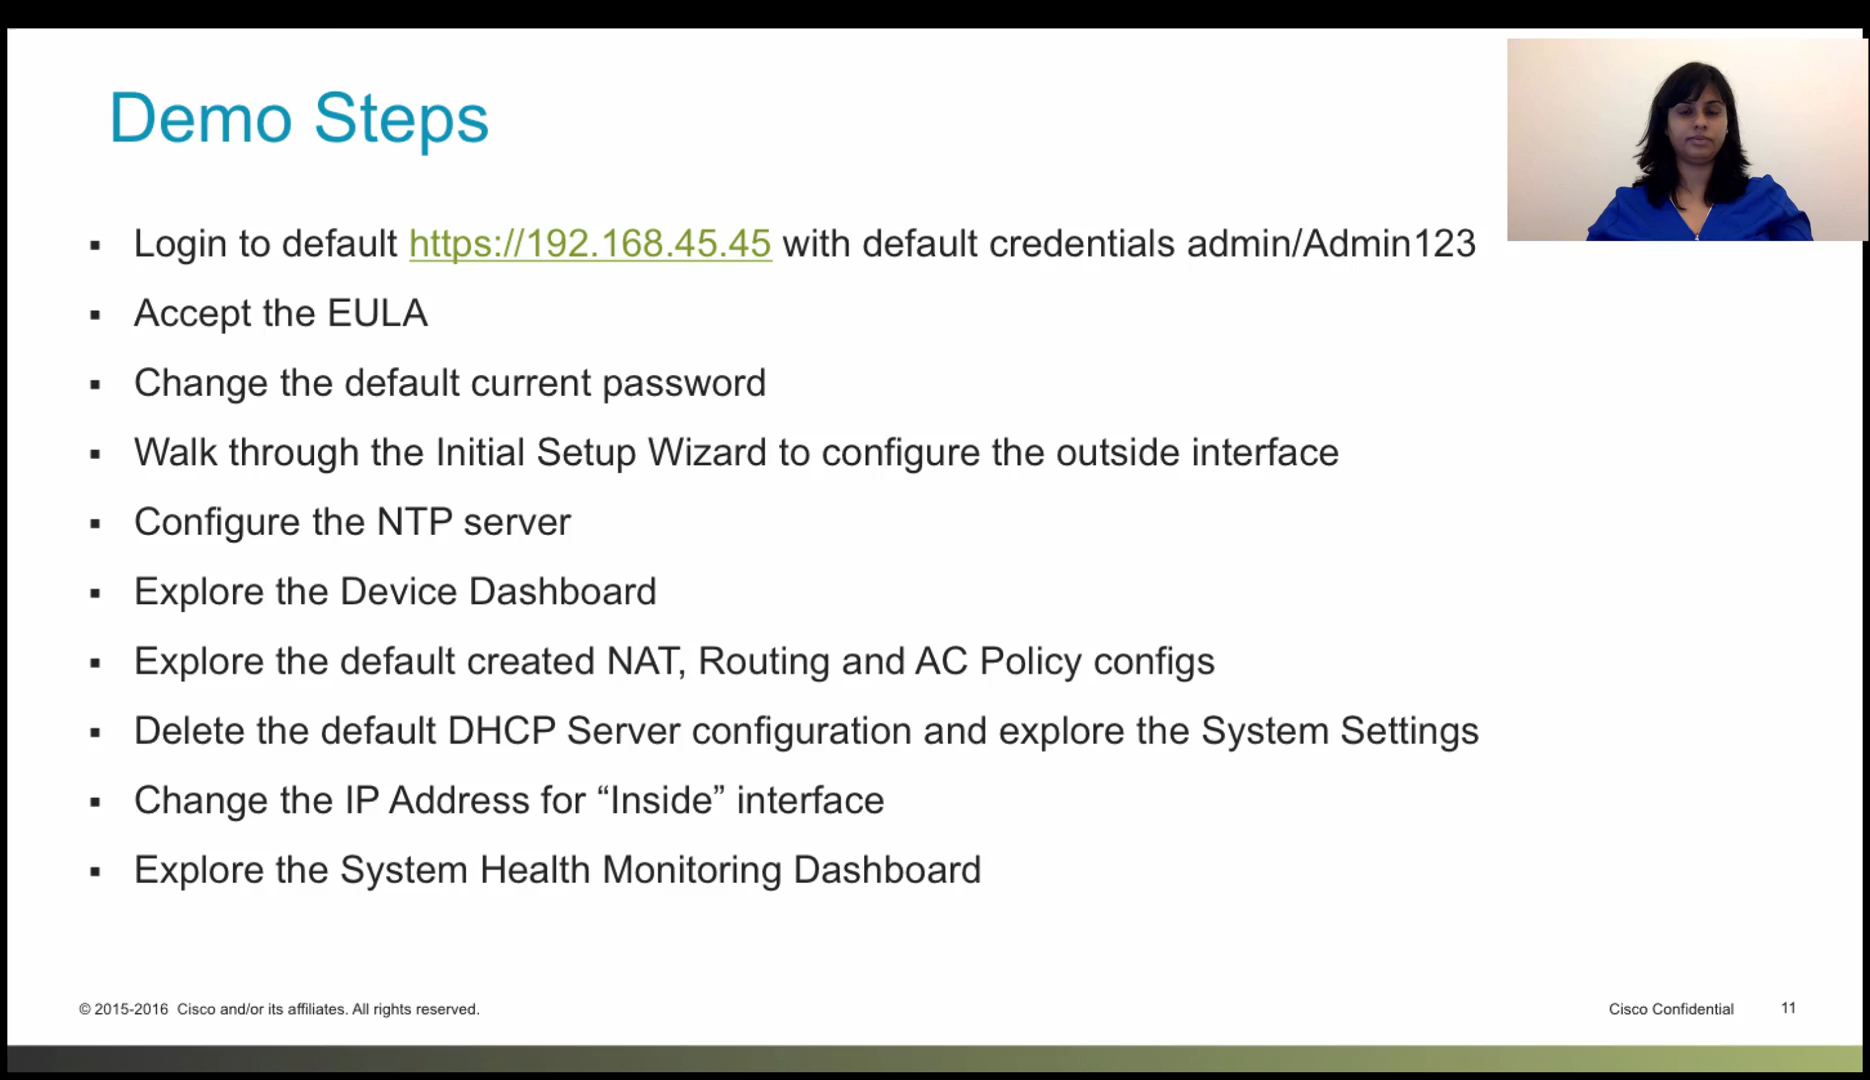 Demo Steps
▪ Login to default https://192.168.45.45 with default credentials admin/Admin123
▪ Accept the EULA
▪ Change the default current password
▪ Walk through the Initial Setup Wizard to configure the outside interface
▪ Configure the NTP server
▪ Explore the Device Dashboard
▪ Explore the default created NAT, Routing and AC Policy configs
▪ Delete the default DHCP Server configuration and explore the System Settings
▪ Change the IP Address for “Inside” interface
▪ Explore the System Health Monitoring Dashboard
© 2015-2016 Cisco and/or its affiliates. All rights reserved.
Cisco Confidential
11